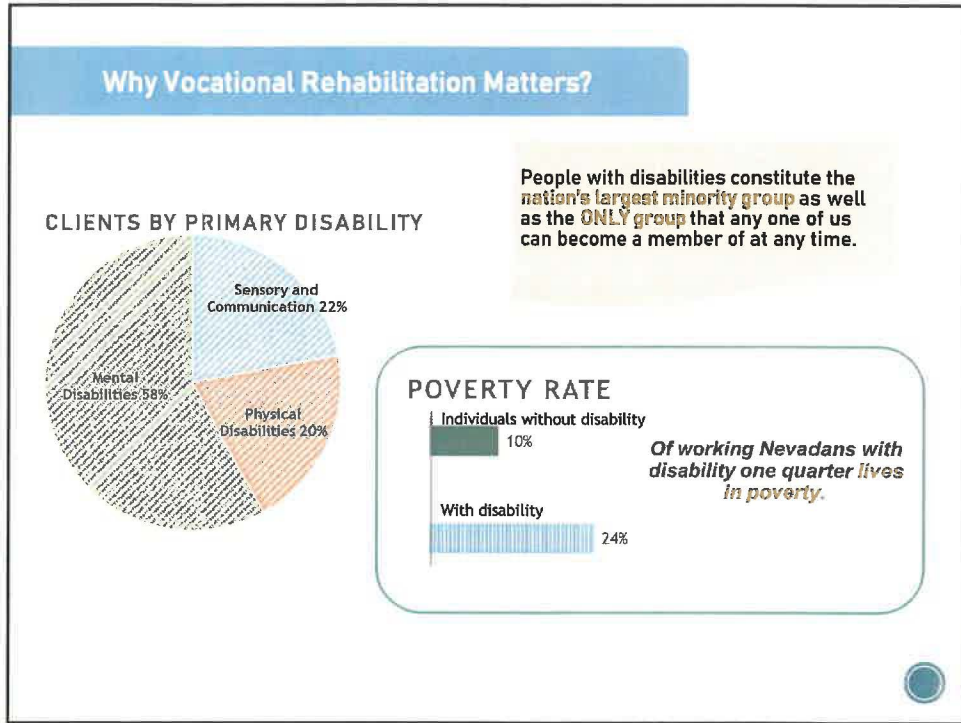 Why Vocational Rehabilitation Matters?
People with disabilities constitute the
nation's largest minority group as well
as the ONLY group that any one of us
can become a member of at any time.
CLIENTS BY PRIMARY DISABILITY
Sensory and
Communication 22%
Mental
Disabilities 58%
Physical
Disabilities 20%
POVERTY RATE
Individuals without disability
10%
With disability
24%
Of working Nevadans with
disability one quarter lives
in poverty.